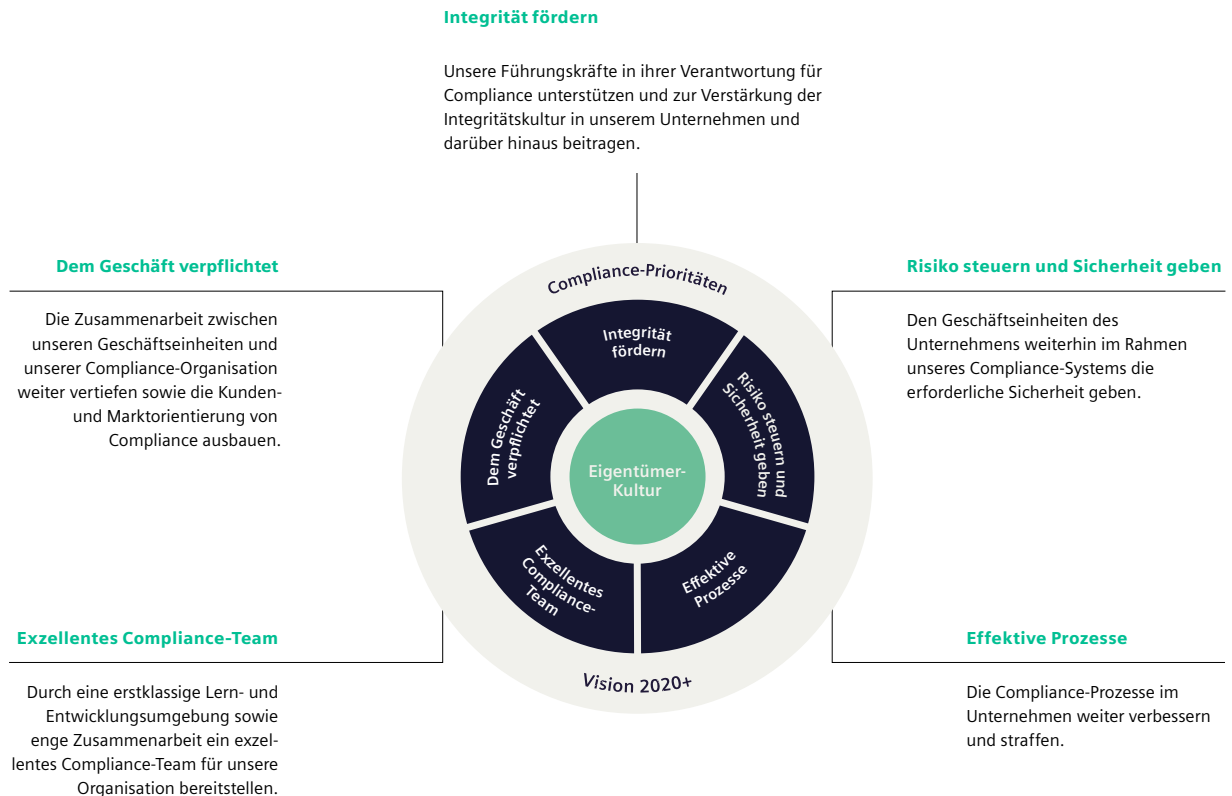 Integrität fördern
Unsere Führungskräfte in ihrer Verantwortung für
Compliance unterstützen und zur Verstärkung der
Integritätskultur in unserem Unternehmen und
darüber hinaus beitragen.
Dem Geschäft verpflichtet
Die Zusammenarbeit zwischen
unseren Geschäftseinheiten und
unserer Compliance-Organisation
weiter vertiefen sowie die Kunden-
und Marktorientierung von
Compliance ausbauen.
Risiko steuern und Sicherheit geben
Den Geschäftseinheiten des
Unternehmens weiterhin im Rahmen
unseres Compliance-Systems die
erforderliche Sicherheit geben.
Compliance-Prioritäten
Integrität
fördern
Dem Geschäft
verpflichtet
Risiko steuern und
Sicherheit geben
Eigentümer-
Kultur
Exzellentes
Compliance-
Team
Effektive
Prozesse
Vision 2020+
Exzellentes Compliance-Team
Durch eine erstklassige Lern- und
Entwicklungsumgebung sowie
enge Zusammenarbeit ein exzel-
lentes Compliance-Team für unsere
Organisation bereitstellen.
Effektive Prozesse
Die Compliance-Prozesse im
Unternehmen weiter verbessern
und straffen.